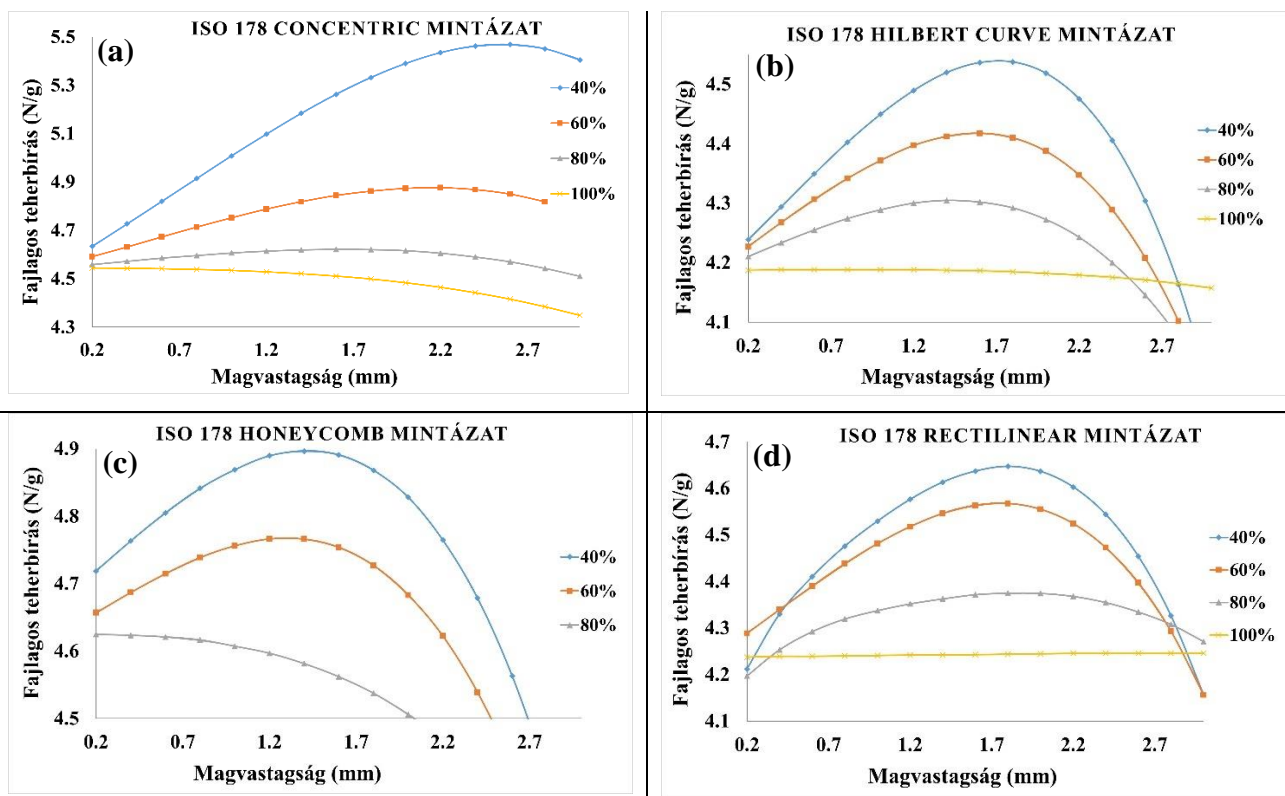 ISO 178 CONCENTRIC MINTÁZAT
(a)
Fajlagos teherbírás (N/g)
5.5
5.3
5.1
4.9
4.7
4.5
4.3
0.2 0.7 1.2 1.7 2.2 2.7
Magvastagság (mm)
40%
60%
80%
100%
ISO 178 HILBERT CURVE MINTÁZAT
(b)
Fajlagos teherbírás (N/g)
4.5
4.4
4.3
4.2
4.1
0.2 0.7 1.2 1.7 2.2 2.7
Magvastagság (mm)
40%
60%
80%
100%
ISO 178 HONEYCOMB MINTÁZAT
(c)
Fajlagos teherbírás (N/g)
4.9
4.8
4.7
4.6
4.5
0.2 0.7 1.2 1.7 2.2 2.7
Magvastagság (mm)
40%
60%
80%
ISO 178 RECTILINEAR MINTÁZAT
(d)
Fajlagos teherbírás (N/g)
4.7
4.6
4.5
4.4
4.3
4.2
4.1
0.2 0.7 1.2 1.7 2.2 2.7
Magvastagság (mm)
40%
60%
80%
100%